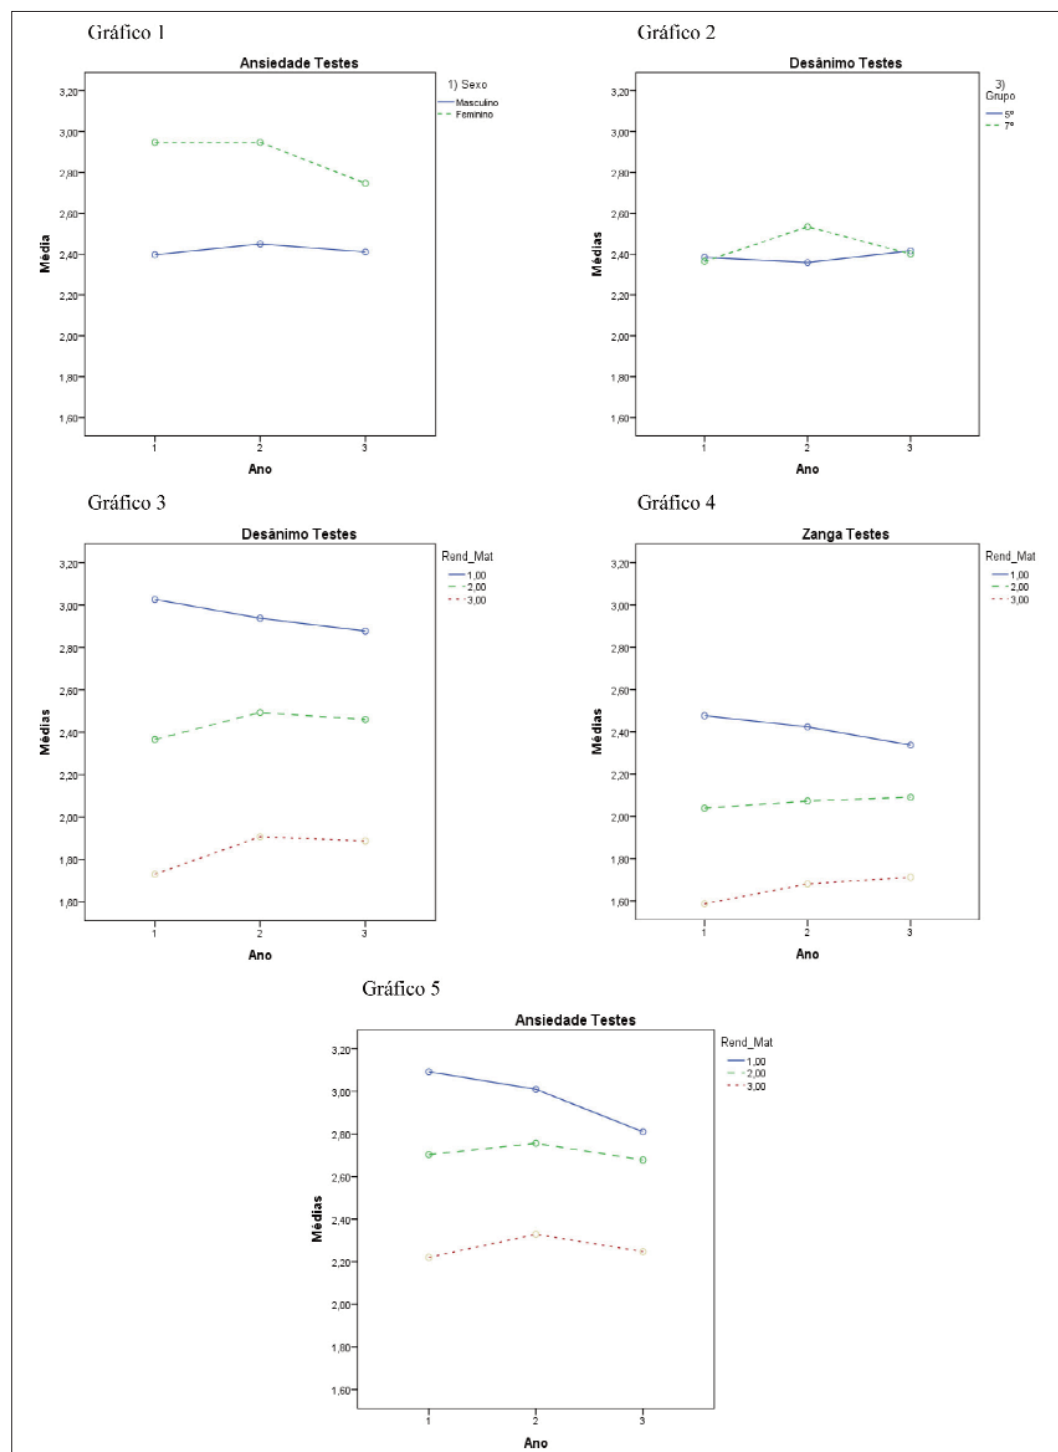 Gráfico 1
Ansiedade Testes
1) Sexo
Masculino
Feminino
3,20
3,00
2,80
2,60
2,40
2,20
2,00
1,80
1,60
Média
1
2
3
Ano
Gráfico 2
Desânimo Testes
3)
Grupo
5º
7º
3,20
3,00
2,80
2,60
2,40
2,20
2,00
1,80
1,60
Médias
1
2
3
Ano
Gráfico 3
Desânimo Testes
Rend_Mat
1,00
2,00
3,00
3,20
3,00
2,80
2,60
2,40
2,20
2,00
1,80
1,60
Médias
1
2
3
Ano
Gráfico 4
Zanga Testes
Rend_Mat
1,00
2,00
3,00
3,20
3,00
2,80
2,60
2,40
2,20
2,00
1,80
1,60
Médias
1
2
3
Ano
Gráfico 5
Ansiedade Testes
Rend_Mat
1,00
2,00
3,00
3,20
3,00
2,80
2,60
2,40
2,20
2,00
1,80
1,60
Médias
1
2
3
Ano